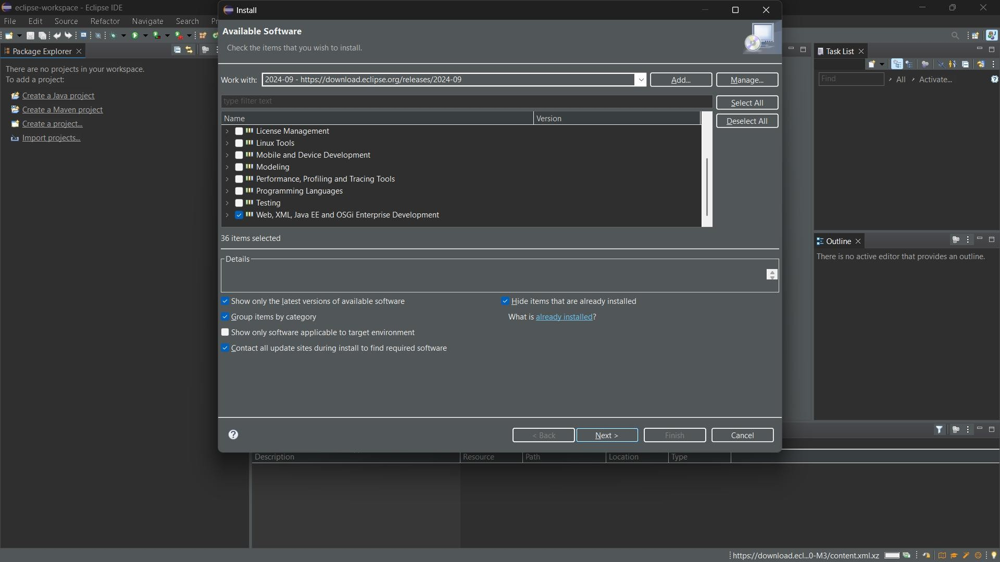 eclipse-workspace - Eclipse IDE
File Edit Source Refactor Navigate Search
Package Explorer
There are no projects in your workspace.
To add a project:
Create a Java project
Create a Maven project
Create a project...
Import projects...
Install
Available Software
Check the items that you wish to install.
Work with: 2024-09 - https://download.eclipse.org/releases/2024-09 Add... Manage...
type filter text Select All
Name Version Deselect All
License Management
Linux Tools
Mobile and Device Development
Modeling
Performance, Profiling and Tracing Tools
Programming Languages
Testing
Web, XML, Java EE and OSGi Enterprise Development
36 items selected
Details
Show only the latest versions of available software Hide items that are already installed
Group items by category What is already installed?
Show only software applicable to target environment
Contact all update sites during install to find required software
< Back Next > Finish Cancel
Task List
Find All Activate...
Outline
There is no active editor that provides an outline.
Description Resource Path Location Type
https://download.ecl...0-M3/content.xml.xz